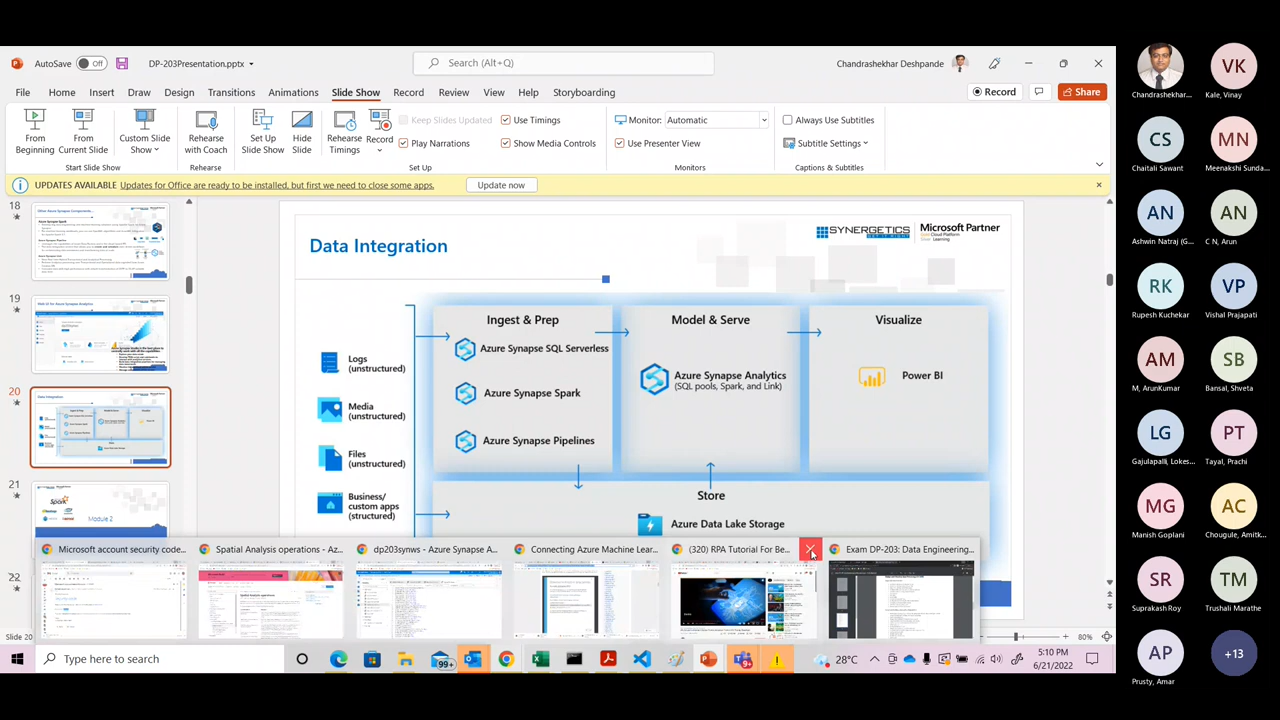 AutoSave
Off
DP-203Presentation.pptx
Search (Alt+Q)
Chandrashekhar Deshpande
File
Home
Insert
Draw
Design
Transitions
Animations
Slide Show
Record
Review
View
Help
Storyboarding
Record
Share
From
Beginning
From
Current Slide
Custom Slide
Show
Rehearse
with Coach
Set Up
Slide Show
Hide
Slide
Rehearse
Timings
Record
Keep Slides Updated
Play Narrations
Use Timings
Show Media Controls
Monitor:
Automatic
Use Presenter View
Always Use Subtitles
Subtitle Settings
Start Slide Show
Rehearse
Set Up
Monitors
Captions & Subtitles
UPDATES AVAILABLE Updates for Office are ready to be installed, but first we need to close some apps.
Update now
18
19
20
21
22
Module 2
Data Integration
SYNERGETICS
GET IT RIGHT
Microsoft
Partner
Logs
(unstructured)
Media
(unstructured)
Files
(unstructured)
Business/
custom apps
(structured)
Ingest & Prep
Azure Synapse SQL Serverless
Azure Synapse Spark
Azure Synapse Pipelines
Model & Serve
Azure Synapse Analytics
(SQL pools, Spark, and Link)
Visualize
Power BI
Store
Azure Data Lake Storage
Microsoft account security code...
Spatial Analysis operations - Az...
dp203synws - Azure Synapse A...
Connecting Azure Machine Lear...
(320) RPA Tutorial For Be...
Exam DP-203: Data Engineering...
80%
Type here to search
99+
9+
28°C
5:10 PM
6/21/2022
Chandrashekhar...
VK
Kale, Vinay
CS
Chaitali Sawant
MN
Meenakshi Sunda...
AN
Ashwin Natraj (G...
AN
C N, Arun
RK
Rupesh Kuchekar
VP
Vishal Prajapati
AM
M, ArunKumar
SB
Bansal, Shveta
LG
Gajulapalli, Lokes...
PT
Tayal, Prachi
MG
Manish Goplani
AC
Chougule, Amitk...
SR
Suprakash Roy
TM
Trushali Marathe
AP
Prusty, Amar
+13